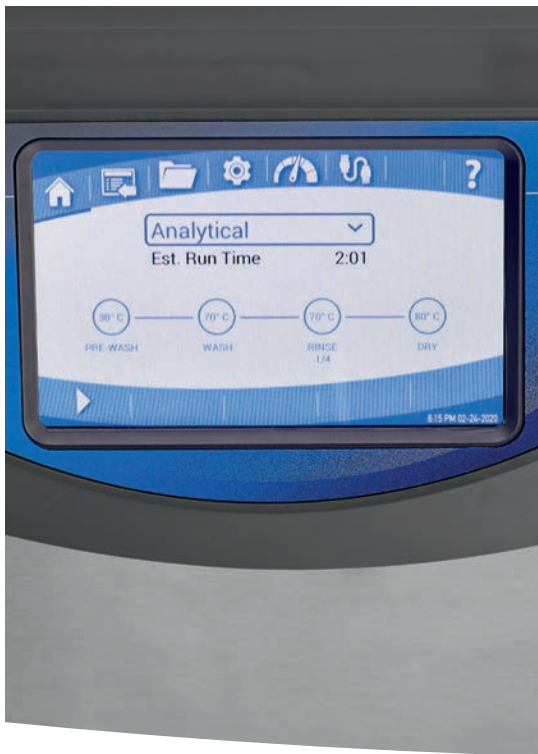 ?
Analytical
Est. Run Time 2:01
38° C 70° C 70° C 80° C
PRE-WASH WASH RINSE DRY
1/4
8:15 PM 02-24-2020